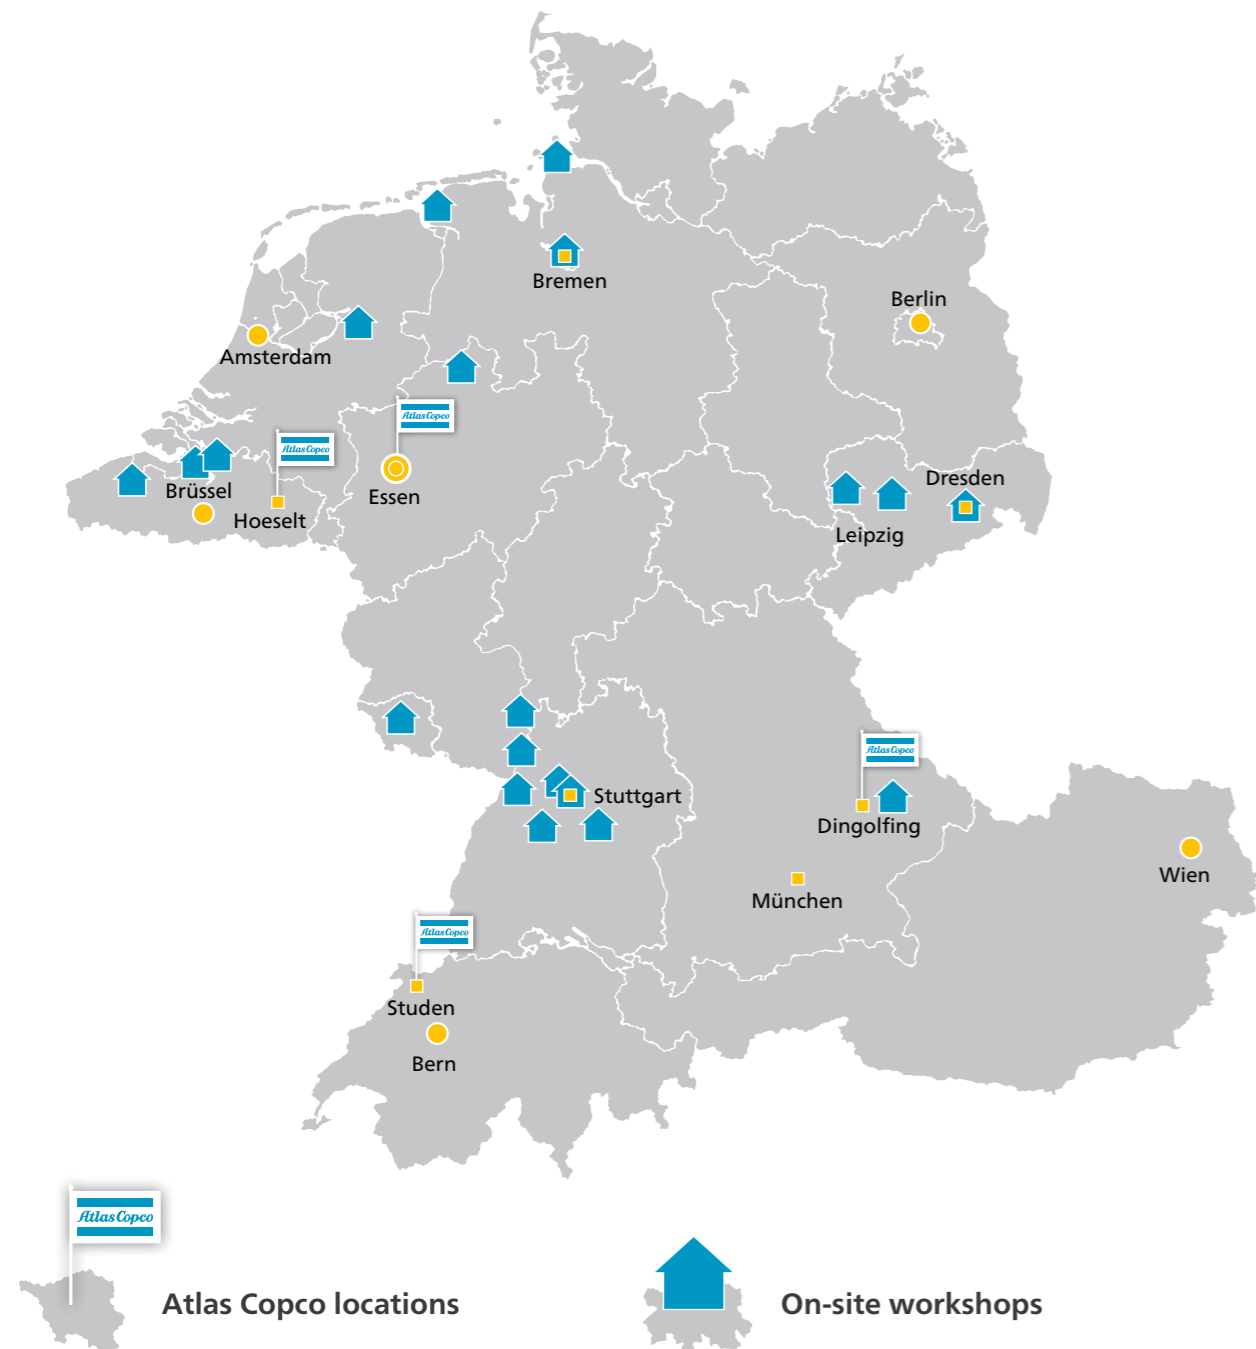 Bremen
Berlin
Amsterdam
Atlas Copco
Atlas Copco
Essen
Brüssel
Hoeselt
Dresden
Leipzig
Stuttgart
Atlas Copco
Dingolfing
Wien
München
Atlas Copco
Studen
Bern
Atlas Copco
Atlas Copco locations
On-site workshops